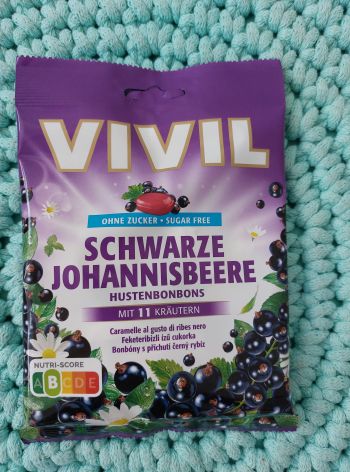 VIVIL
OHNE ZUCKER • SUGAR FREE
SCHWARZE
JOHANNISBEERE
HUSTENBONBONS
MIT 11 KRÄUTERN
Caramelle al gusto di ribes nero
Feketeribizli ízű cukorka
Bonbóny s příchutí černý rybíz
NUTRI-SCORE
ABCDE